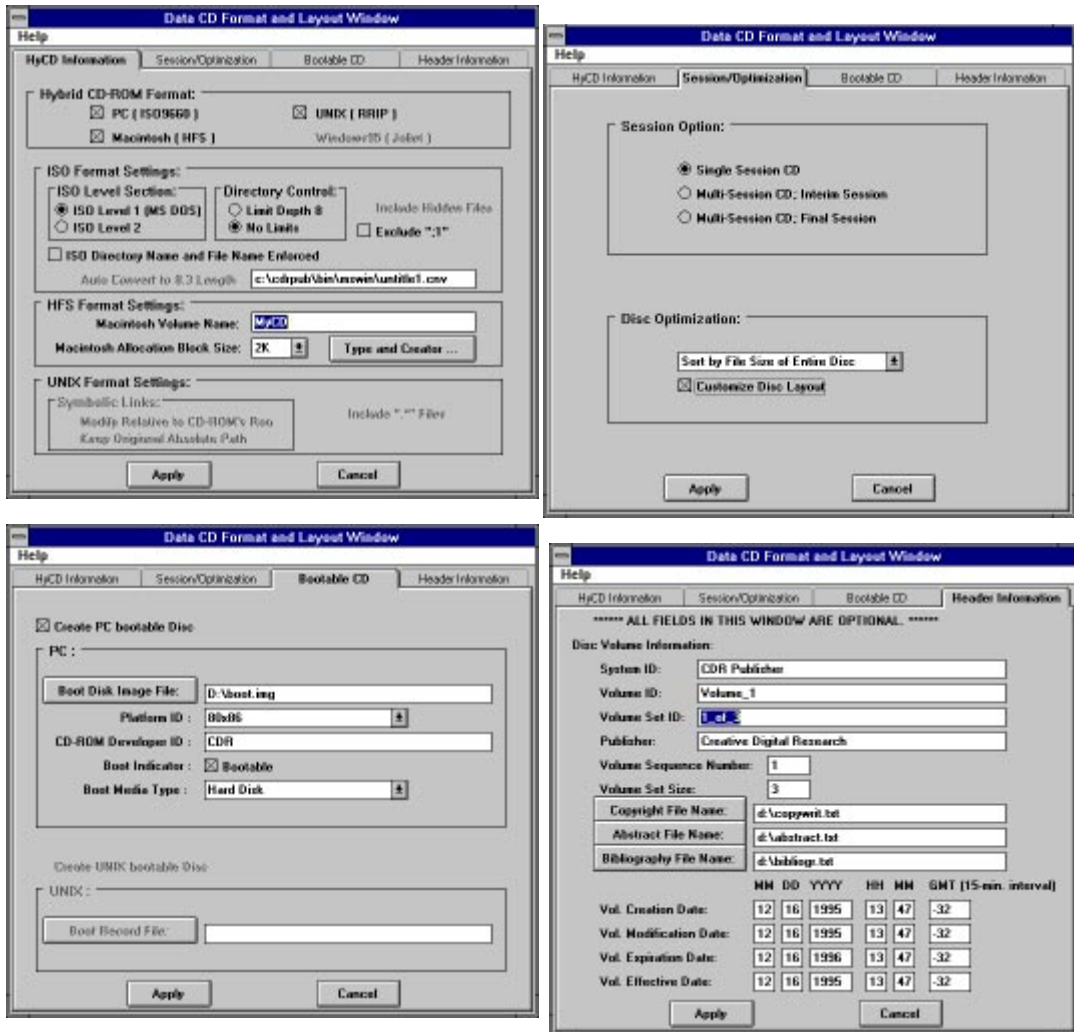 Data CD Format and Layout Window
Help
HyCD Information Session/Optimization Bootable CD Header Information
Hybrid CD-ROM Format:
PC ( ISO9660 ) UNIX ( RRIP )
Macintosh ( HFS ) Windows95 ( Joliet )
ISO Format Settings:
ISO Level Section: Directory Control:
ISO Level 1 (MS DOS) Limit Depth 8 Include Hidden Files
ISO Level 2 No Limits Exclude ";1"
ISO Directory Name and File Name Enforced
Auto Convert to 8.3 Length c:\cdrpub\bin\mswin\untitle1.cnv
HFS Format Settings:
Macintosh Volume Name: MyCD
Macintosh Allocation Block Size: 2K Type and Creator ...
UNIX Format Settings:
Symbolic Links:
Modify Relative to CD-ROM's Roo Include ".*" Files
Keep Origional Absolute Path
Apply Cancel
Data CD Format and Layout Window
Help
HyCD Information Session/Optimization Bootable CD Header Information
Session Option:
Single Session CD
Multi-Session CD; Interim Session
Multi-Session CD; Final Session
Disc Optimization:
Sort by File Size of Entire Disc
Customize Disc Layout
Apply Cancel
Data CD Format and Layout Window
Help
HyCD Information Session/Optimization Bootable CD Header Information
Create PC bootable Disc
PC :
Boot Disk Image File: D:\boot.img
Platform ID : 80x86
CD-ROM Developer ID : CDR
Boot Indicator : Bootable
Boot Media Type : Hard Disk
Create UNIX bootable Disc
UNIX :
Boot Record File:
Apply Cancel
Data CD Format and Layout Window
Help
HyCD Information Session/Optimization Bootable CD Header Information
****** ALL FIELDS IN THIS WINDOW ARE OPTIONAL. ******
Disc Volume Information:
System ID: CDR Publisher
Volume ID: Volume_1
Volume Set ID: 1_of_3
Publisher: Creative Digital Research
Volume Sequence Number: 1
Volume Set Size: 3
Copyright File Name: d:\copywrit.txt
Abstract File Name: d:\abstract.txt
Bibliography File Name: d:\bibliogr.txt
MM DD YYYY HH MM GMT (15-min. interval)
Vol. Creation Date: 12 16 1995 13 47 -32
Vol. Modification Date: 12 16 1995 13 47 -32
Vol. Expiration Date: 12 16 1996 13 47 -32
Vol. Effective Date: 12 16 1995 13 47 -32
Apply Cancel